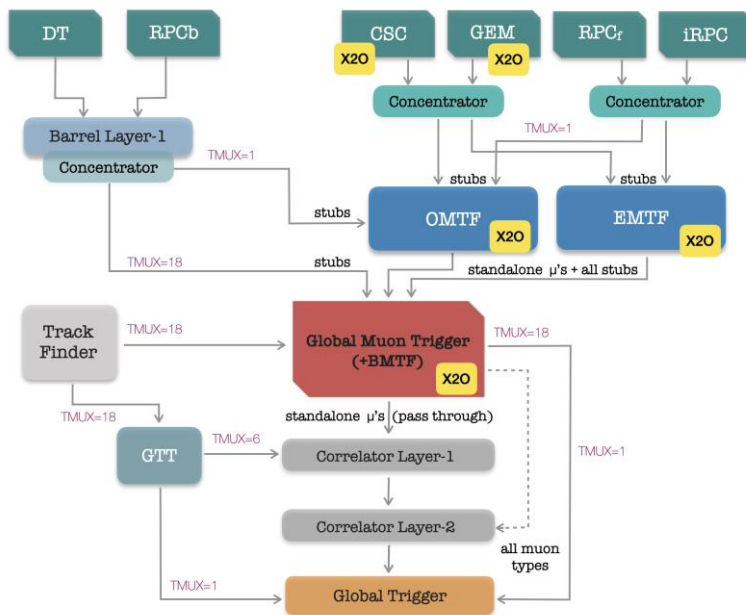 DT
RPCb
CSC
GEM
RPCf
iRPC
X2O
X2O
Concentrator
Concentrator
Barrel Layer-1
Concentrator
TMUX=1
TMUX=1
stubs
stubs
stubs
OMTF
EMTF
X2O
X2O
TMUX=18
stubs
standalone μ's + all stubs
Track
Finder
TMUX=18
Global Muon Trigger
(+BMTF)
X2O
TMUX=18
TMUX=18
standalone μ's (pass through)
GTT
TMUX=6
Correlator Layer-1
TMUX=1
Correlator Layer-2
all muon
types
TMUX=1
Global Trigger